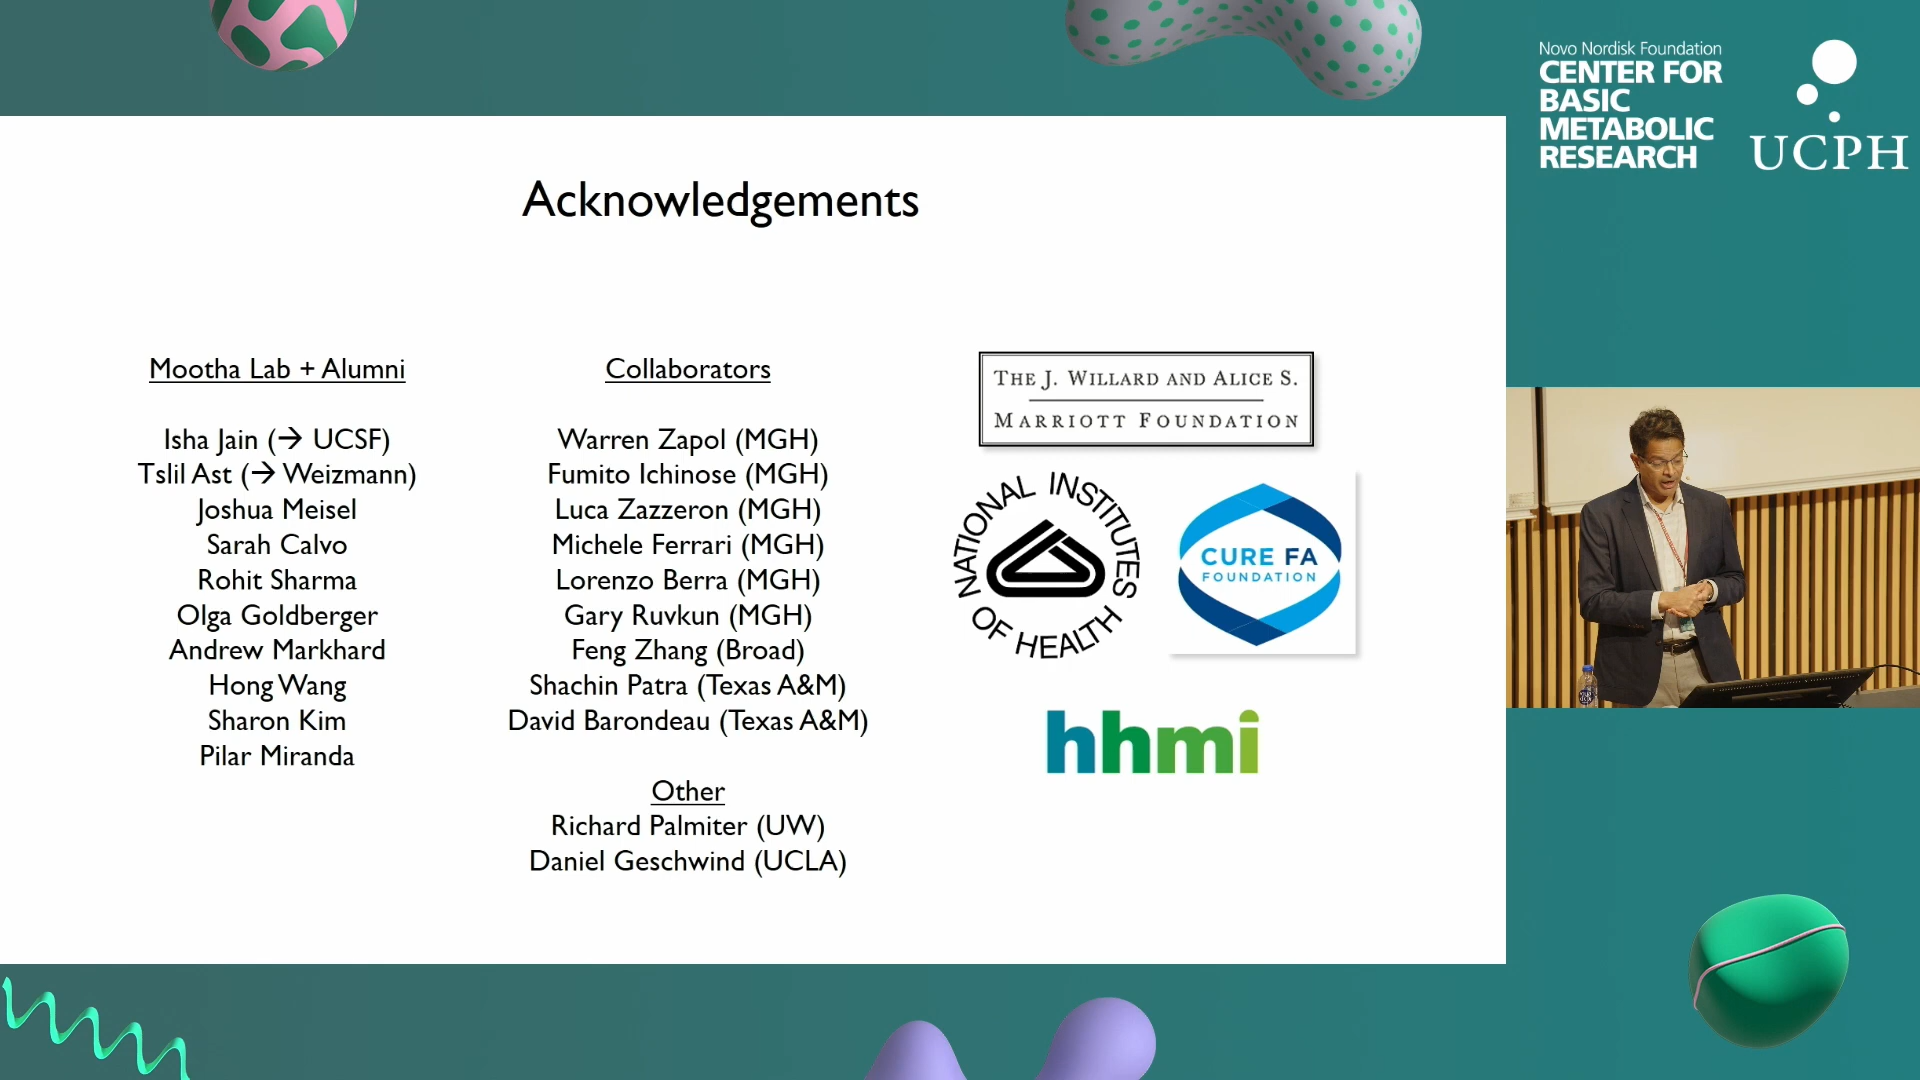 Novo Nordisk Foundation
CENTER FOR
BASIC
METABOLIC
RESEARCH
UCPH
Acknowledgements
Mootha Lab + Alumni
Isha Jain (→ UCSF)
Tslil Ast (→ Weizmann)
Joshua Meisel
Sarah Calvo
Rohit Sharma
Olga Goldberger
Andrew Markhard
Hong Wang
Sharon Kim
Pilar Miranda
Collaborators
Warren Zapol (MGH)
Fumito Ichinose (MGH)
Luca Zazzeron (MGH)
Michele Ferrari (MGH)
Lorenzo Berra (MGH)
Gary Ruvkun (MGH)
Feng Zhang (Broad)
Shachin Patra (Texas A&M)
David Barondeau (Texas A&M)
Other
Richard Palmiter (UW)
Daniel Geschwind (UCLA)
THE J. WILLARD AND ALICE S.
MARRIOTT FOUNDATION
NATIONAL INSTITUTES
OF HEALTH
CURE FA
FOUNDATION
hhmi